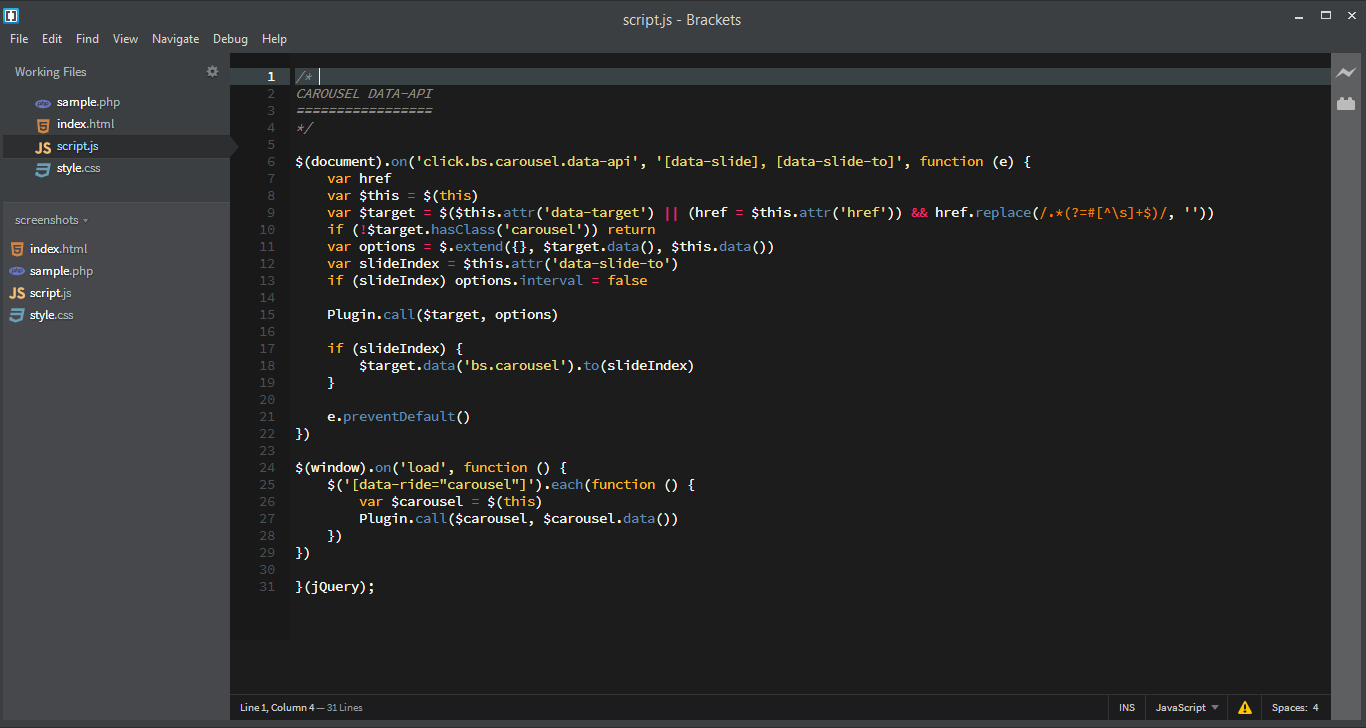 script.js - Brackets
File Edit Find View Navigate Debug Help
Working Files
sample.php
index.html
JS script.js
style.css
screenshots
index.html
php sample.php
JS script.js
style.css
1 /*
2 CAROUSEL DATA-API
3 =================
4 */
5
6 $(document).on('click.bs.carousel.data-api', '[data-slide], [data-slide-to]', function (e) {
7     var href
8     var $this = $(this)
9     var $target = $($this.attr('data-target') || (href = $this.attr('href')) && href.replace(/.*(?=#[^\s]+$)/, ''))
10     if (!$target.hasClass('carousel')) return
11     var options = $.extend({}, $target.data(), $this.data())
12     var slideIndex = $this.attr('data-slide-to')
13     if (slideIndex) options.interval = false
14
15     Plugin.call($target, options)
16
17     if (slideIndex) {
18         $target.data('bs.carousel').to(slideIndex)
19     }
20
21     e.preventDefault()
22 })
23
24 $(window).on('load', function () {
25     $('[data-ride="carousel"]').each(function () {
26         var $carousel = $(this)
27         Plugin.call($carousel, $carousel.data())
28     })
29 })
30
31 }(jQuery);
Line 1, Column 4 — 31 Lines
INS JavaScript Spaces: 4